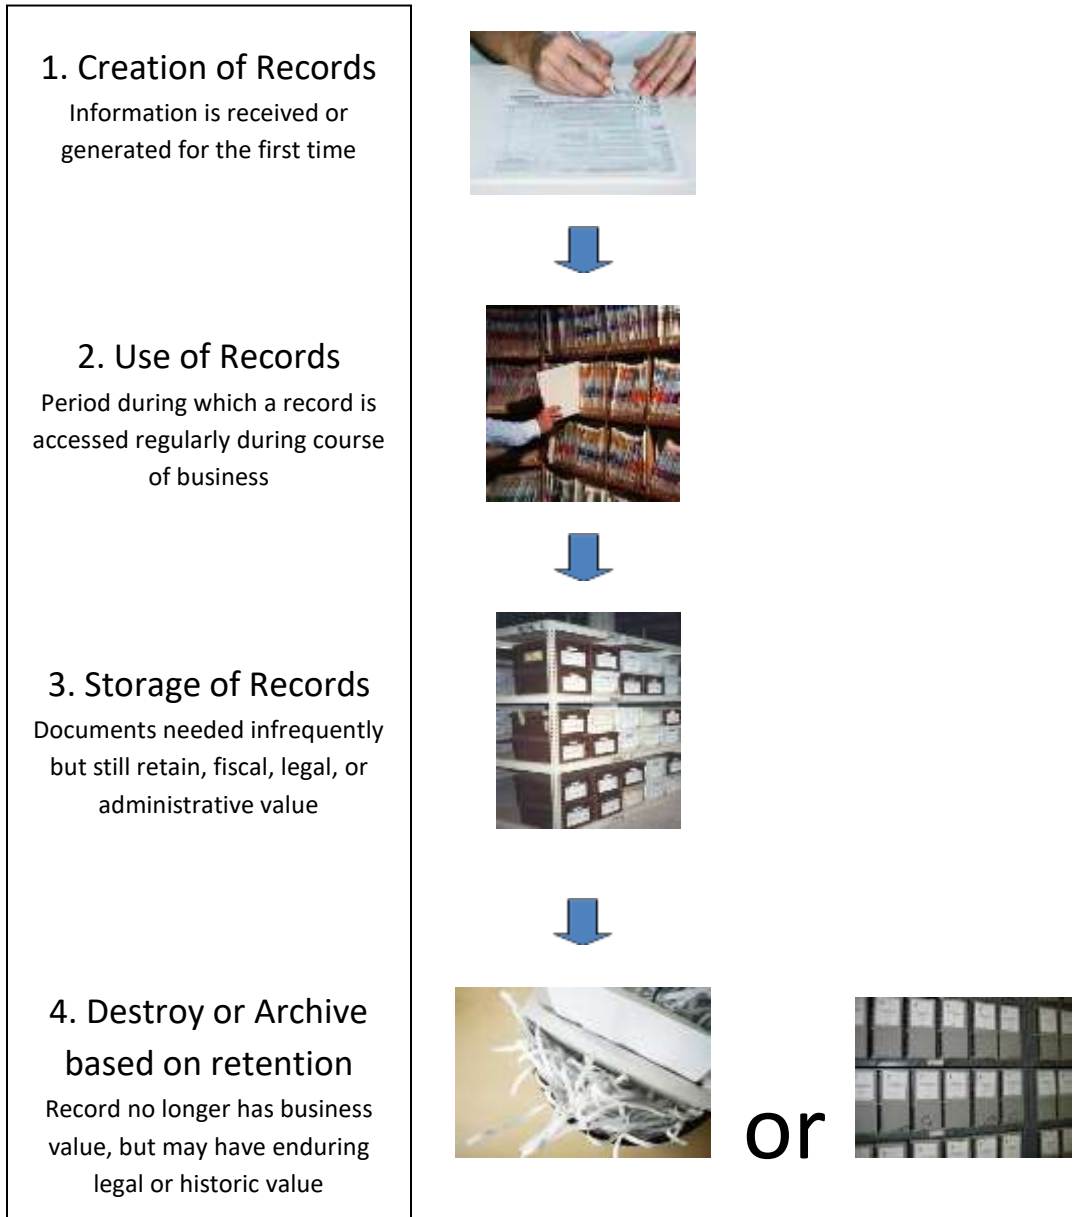 1. Creation of Records
Information is received or
generated for the first time
2. Use of Records
Period during which a record is
accessed regularly during course
of business
3. Storage of Records
Documents needed infrequently
but still retain, fiscal, legal, or
administrative value
4. Destroy or Archive
based on retention
Record no longer has business
value, but may have enduring
legal or historic value
or